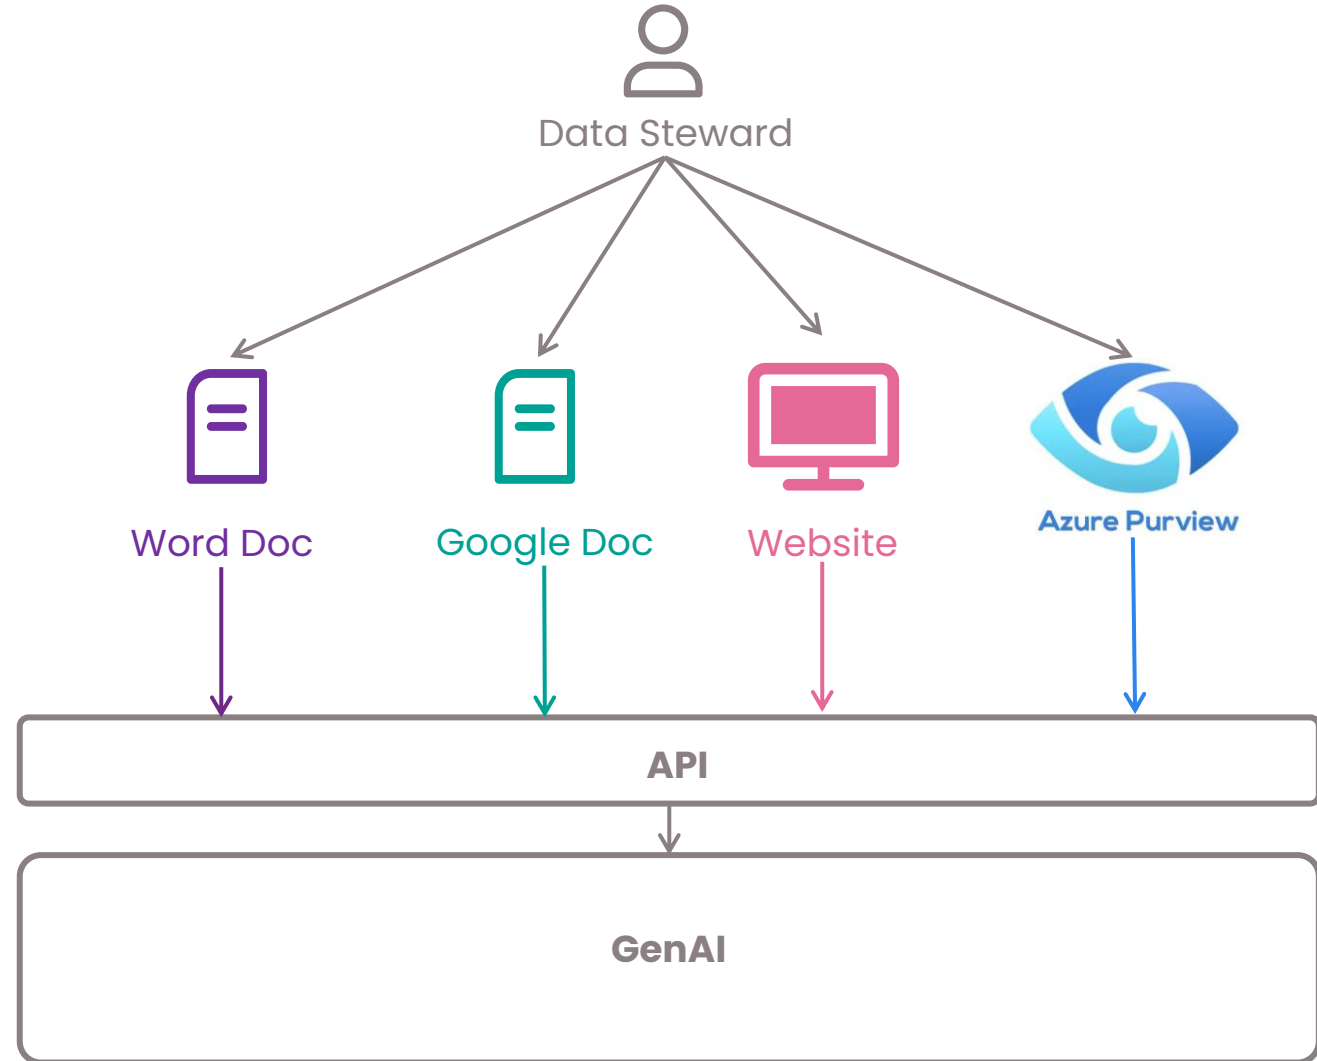 Data Steward
Word Doc
Google Doc
Website
Azure Purview
API
GenAI